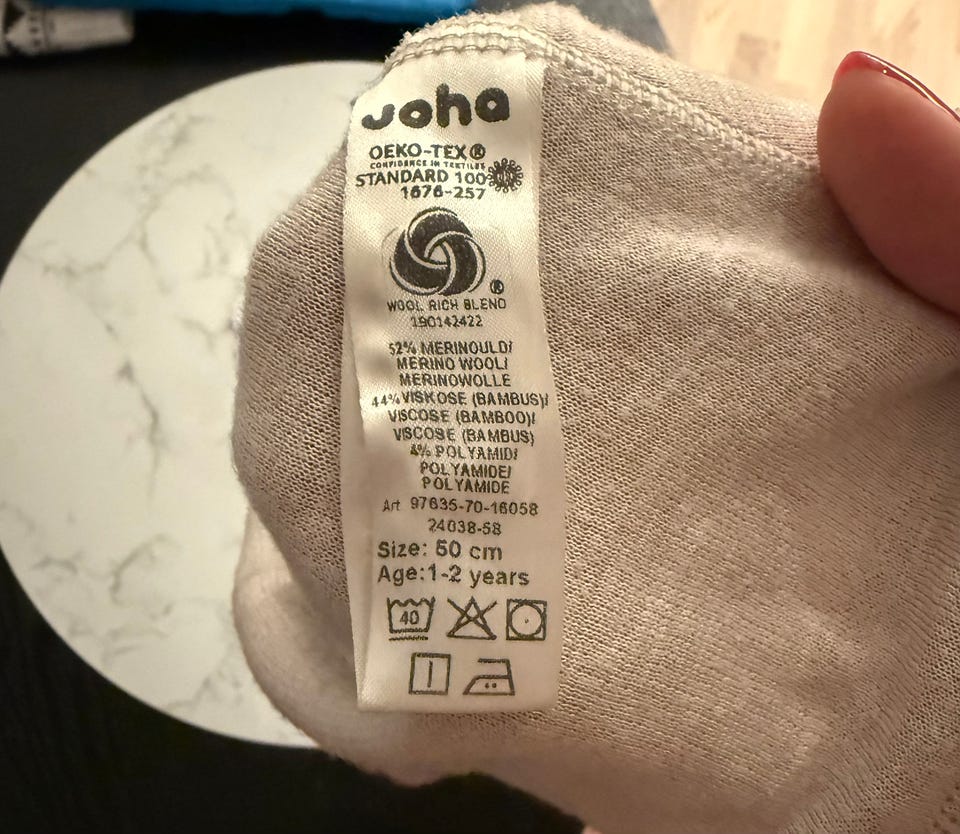 Joha
OEKO-TEX®
CONFIDENCE IN TEXTILES
STANDARD 100
1676-257
®
WOOL RICH BLEND
190142422
52% MERINOULD/
MERINO WOOL/
MERINOWOLLE
44% VISKOSE (BAMBUS)/
VISCOSE (BAMBOO)/
VISCOSE (BAMBUS)
4% POLYAMID/
POLYAMIDE/
POLYAMIDE
Art 97635-70-16058
24038-58
Size: 50 cm
Age:1-2 years
40